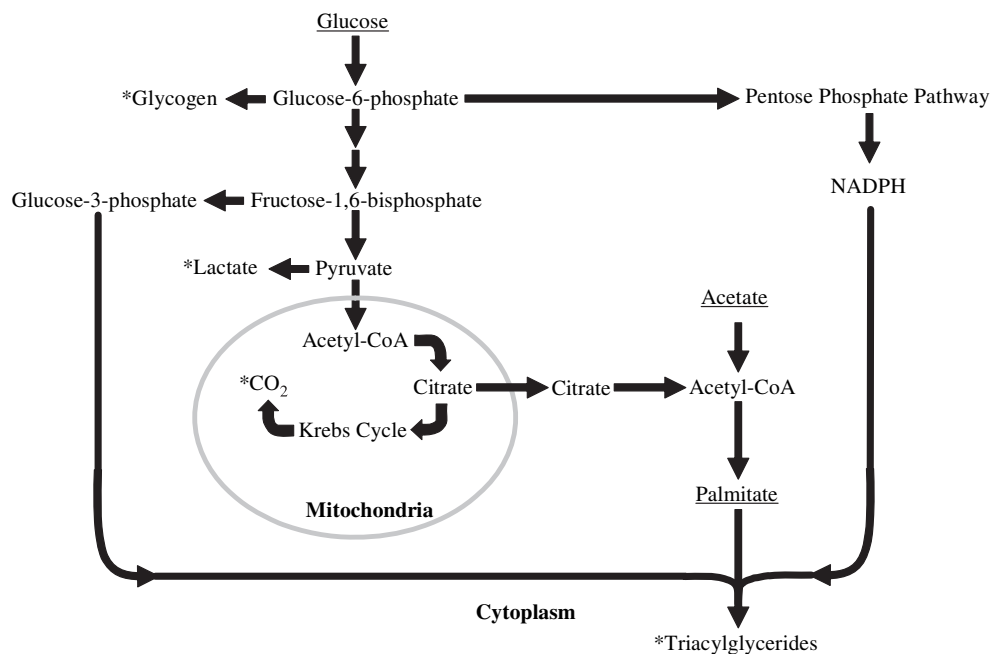 Glucose
*Glycogen
Glucose-6-phosphate
Pentose Phosphate Pathway
NADPH
Glucose-3-phosphate
Fructose-1,6-bisphosphate
*Lactate
Pyruvate
Acetate
Acetyl-CoA
*CO₂
Citrate
Citrate
Acetyl-CoA
Krebs Cycle
Palmitate
Mitochondria
Cytoplasm
*Triacylglycerides